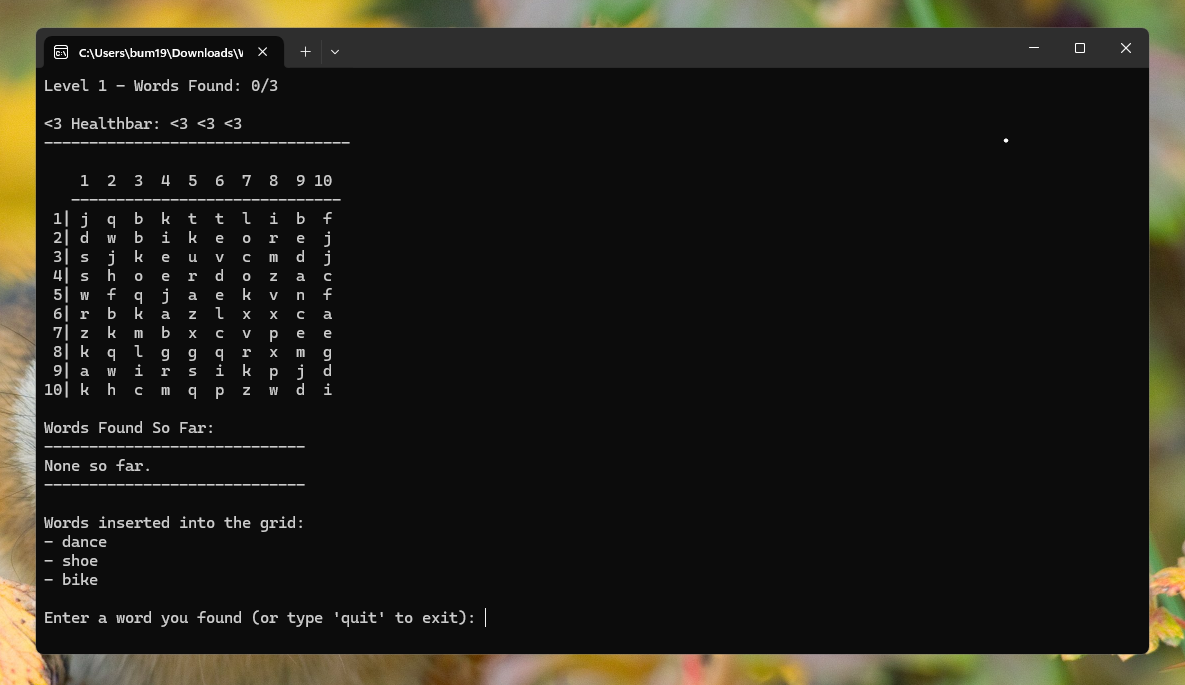 C:\Users\bum19\Downloads\
Level 1 - Words Found: 0/3
<3 Healthbar: <3 <3 <3
----------------------------------
1 2 3 4 5 6 7 8 9 10
------------------------------
1| j q b k t t l i b f
2| d w b i k e o r e j
3| s j k e u v c m d j
4| s h o e r d o z a c
5| w f q j a e k v n f
6| r b k a z l x x c a
7| z k m b x c v p e e
8| k q l g g q r x m g
9| a w i r s i k p j d
10| k h c m q p z w d i
Words Found So Far:
-----------------------------
None so far.
-----------------------------
Words inserted into the grid:
- dance
- shoe
- bike
Enter a word you found (or type 'quit' to exit):